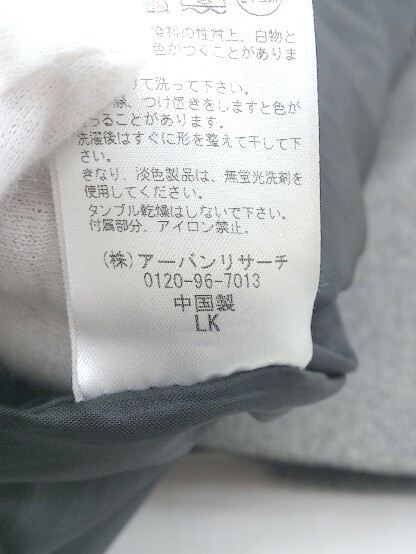 染料の性質上、白物と
色がつくことがありま
けて洗って下さい。
、つけ置きをしますと色が
ることがあります。
洗濯後はすぐに形を整えて干して下
さい。
きなり、淡色製品は、無蛍光洗剤を
使用してください。
タンブル乾燥はしないで下さい。
付属部分、アイロン禁止。
(株)アーバンリサーチ
0120-96-7013
中国製
LK